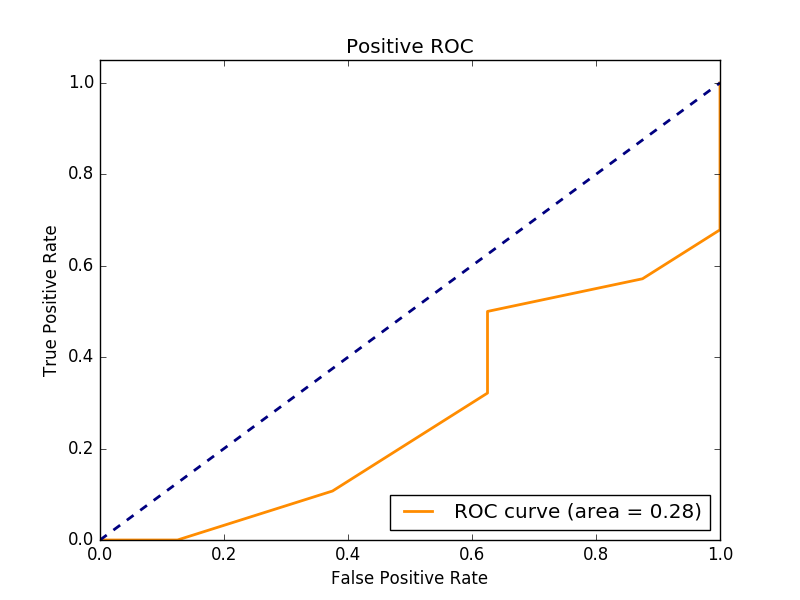 Positive ROC
True Positive Rate
1.0
0.8
0.6
0.4
0.2
0.0
ROC curve (area = 0.28)
0.0 0.2 0.4 0.6 0.8 1.0
False Positive Rate